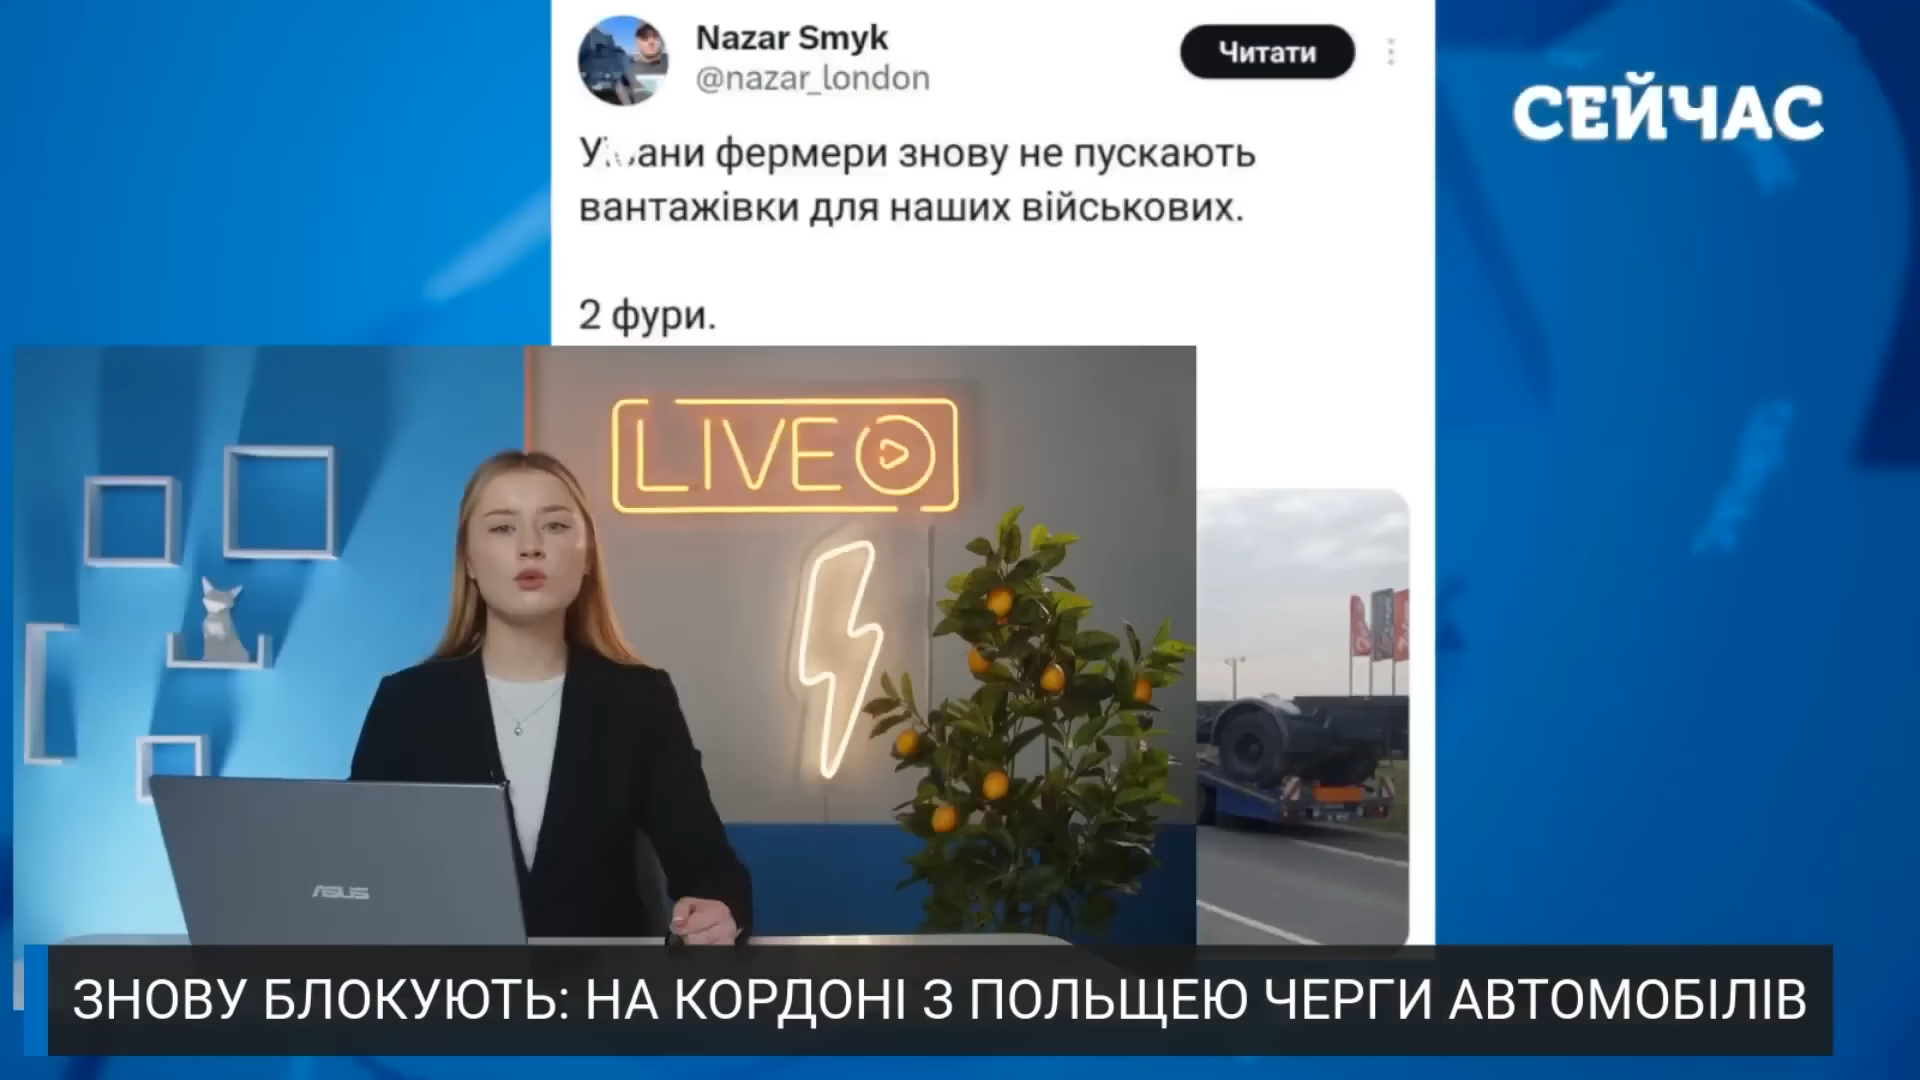 Nazar Smyk
@nazar_london
Читати
СЕЙЧАС
фермери знову не пускають
вантажівки для наших військових.
2 фури.
LIVE
ASUS
ЗНОВУ БЛОКУЮТЬ: НА КОРДОНІ З ПОЛЬЩЕЮ ЧЕРГИ АВТОМОБІЛІВ